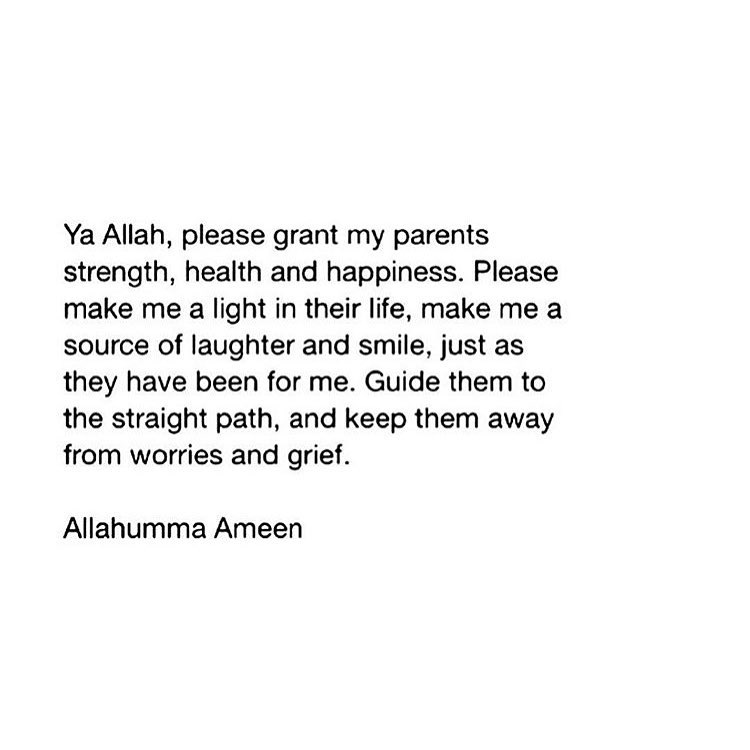 Ya Allah, please grant my parents
strength, health and happiness. Please
make me a light in their life, make me a
source of laughter and smile, just as
they have been for me. Guide them to
the straight path, and keep them away
from worries and grief.
Allahumma Ameen